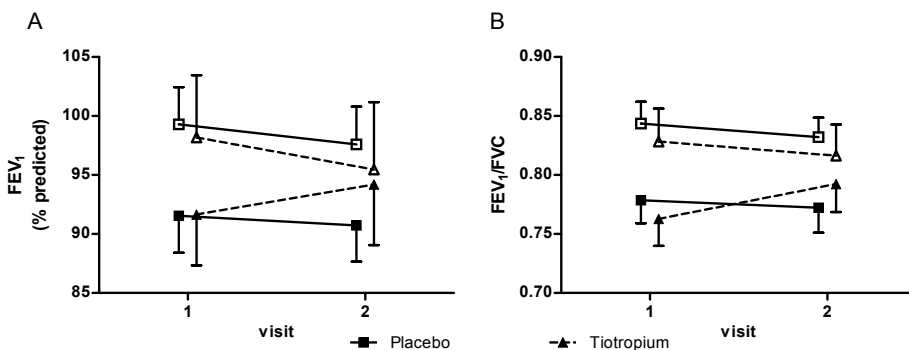 A
FEV₁
(% predicted)
105
100
95
90
85
1
2
visit
B
FEV₁/FVC
0.90
0.85
0.80
0.75
0.70
1
2
visit
Placebo
Tiotropium